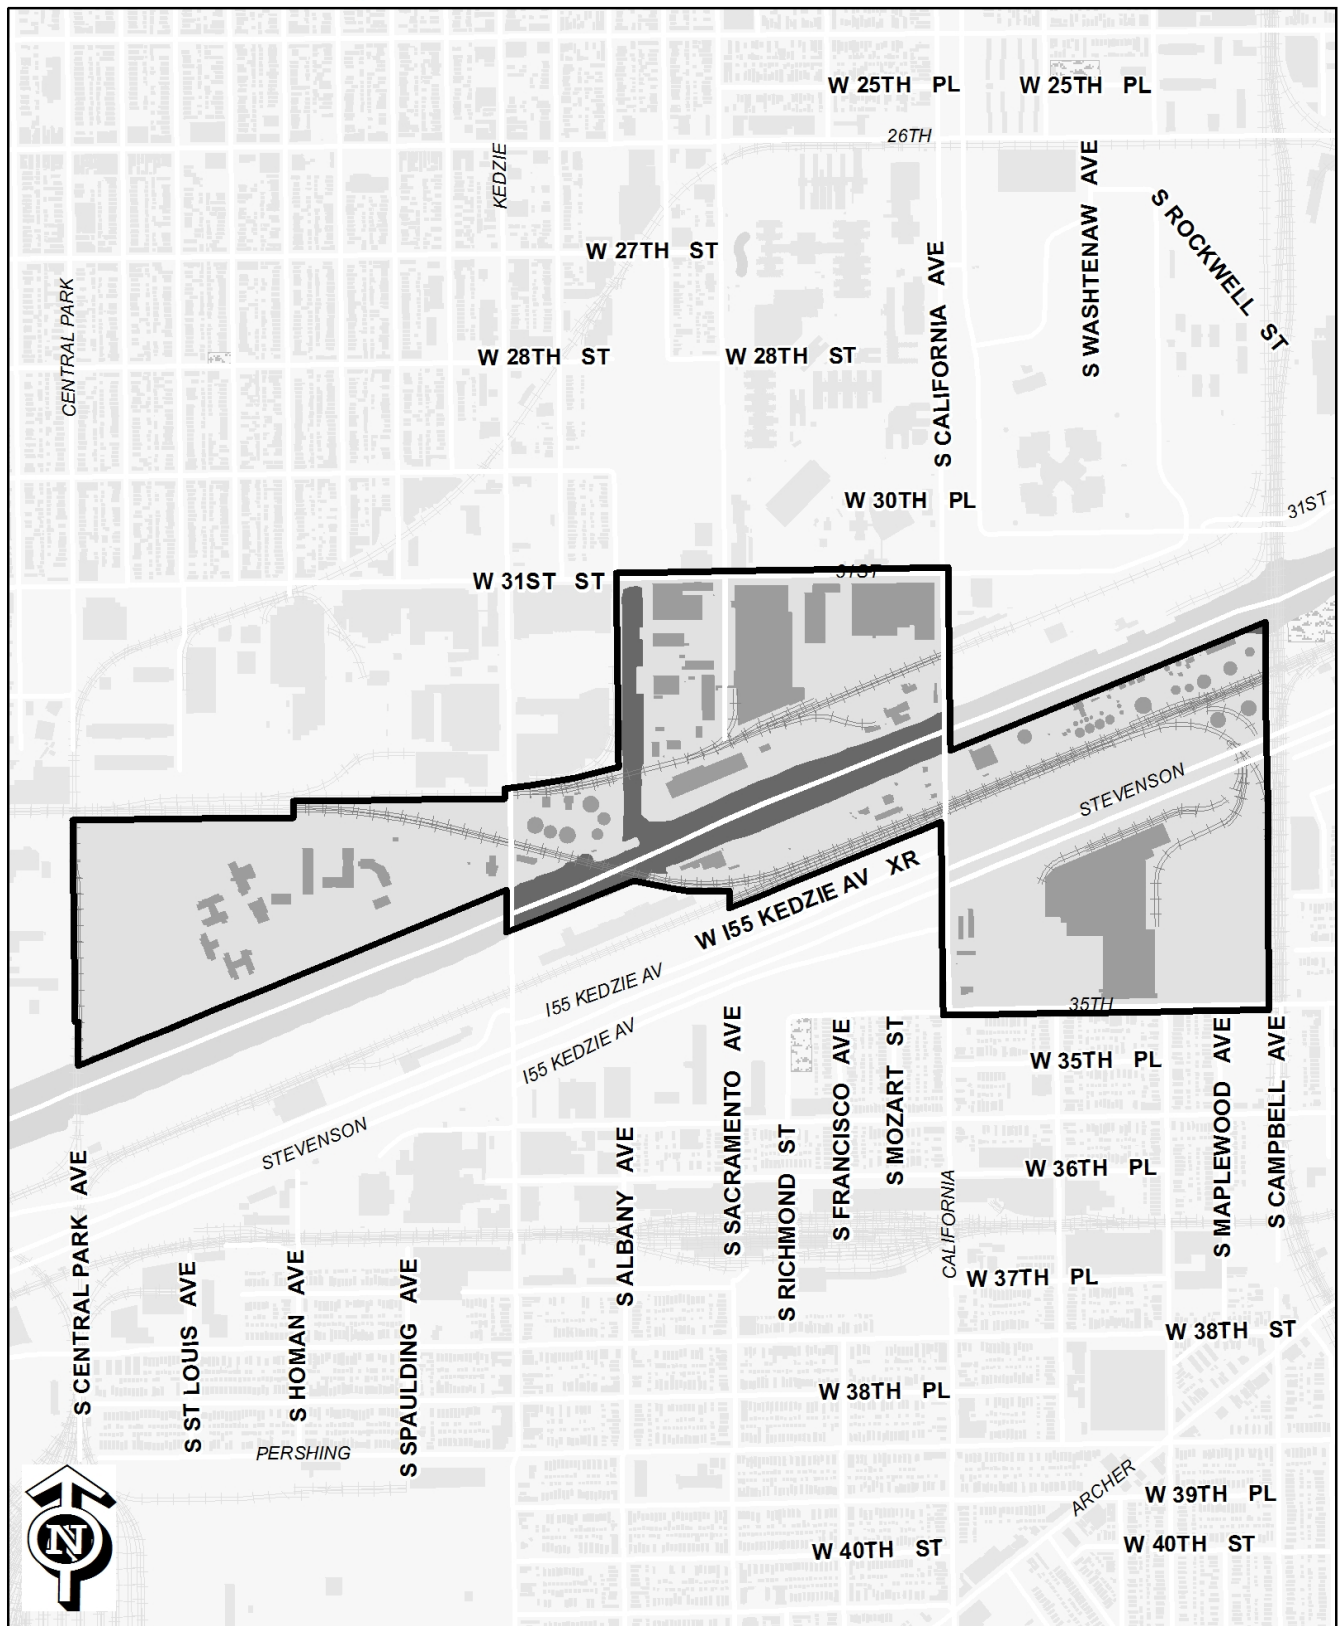 W 25TH PL
W 25TH PL
26TH
KEDZIE
S WASHTENAW AVE
S ROCKWELL ST
W 27TH ST
S CALIFORNIA AVE
CENTRAL PARK
W 28TH ST
W 28TH ST
W 30TH PL
31ST
W 31ST ST
31ST
STEVENSON
W I55 KEDZIE AV XR
I55 KEDZIE AV
I55 KEDZIE AV
35TH
S SACRAMENTO AVE
S FRANCISCO AVE
S MOZART ST
W 35TH PL
S MAPLEWOOD AVE
S CAMPBELL AVE
STEVENSON
S ALBANY AVE
S RICHMOND ST
W 36TH PL
S CENTRAL PARK AVE
CALIFORNIA
S ST LOUIS AVE
S HOMAN AVE
S SPAULDING AVE
W 37TH PL
W 38TH ST
W 38TH PL
PERSHING
ARCHER
W 39TH PL
N
W 40TH ST
W 40TH ST